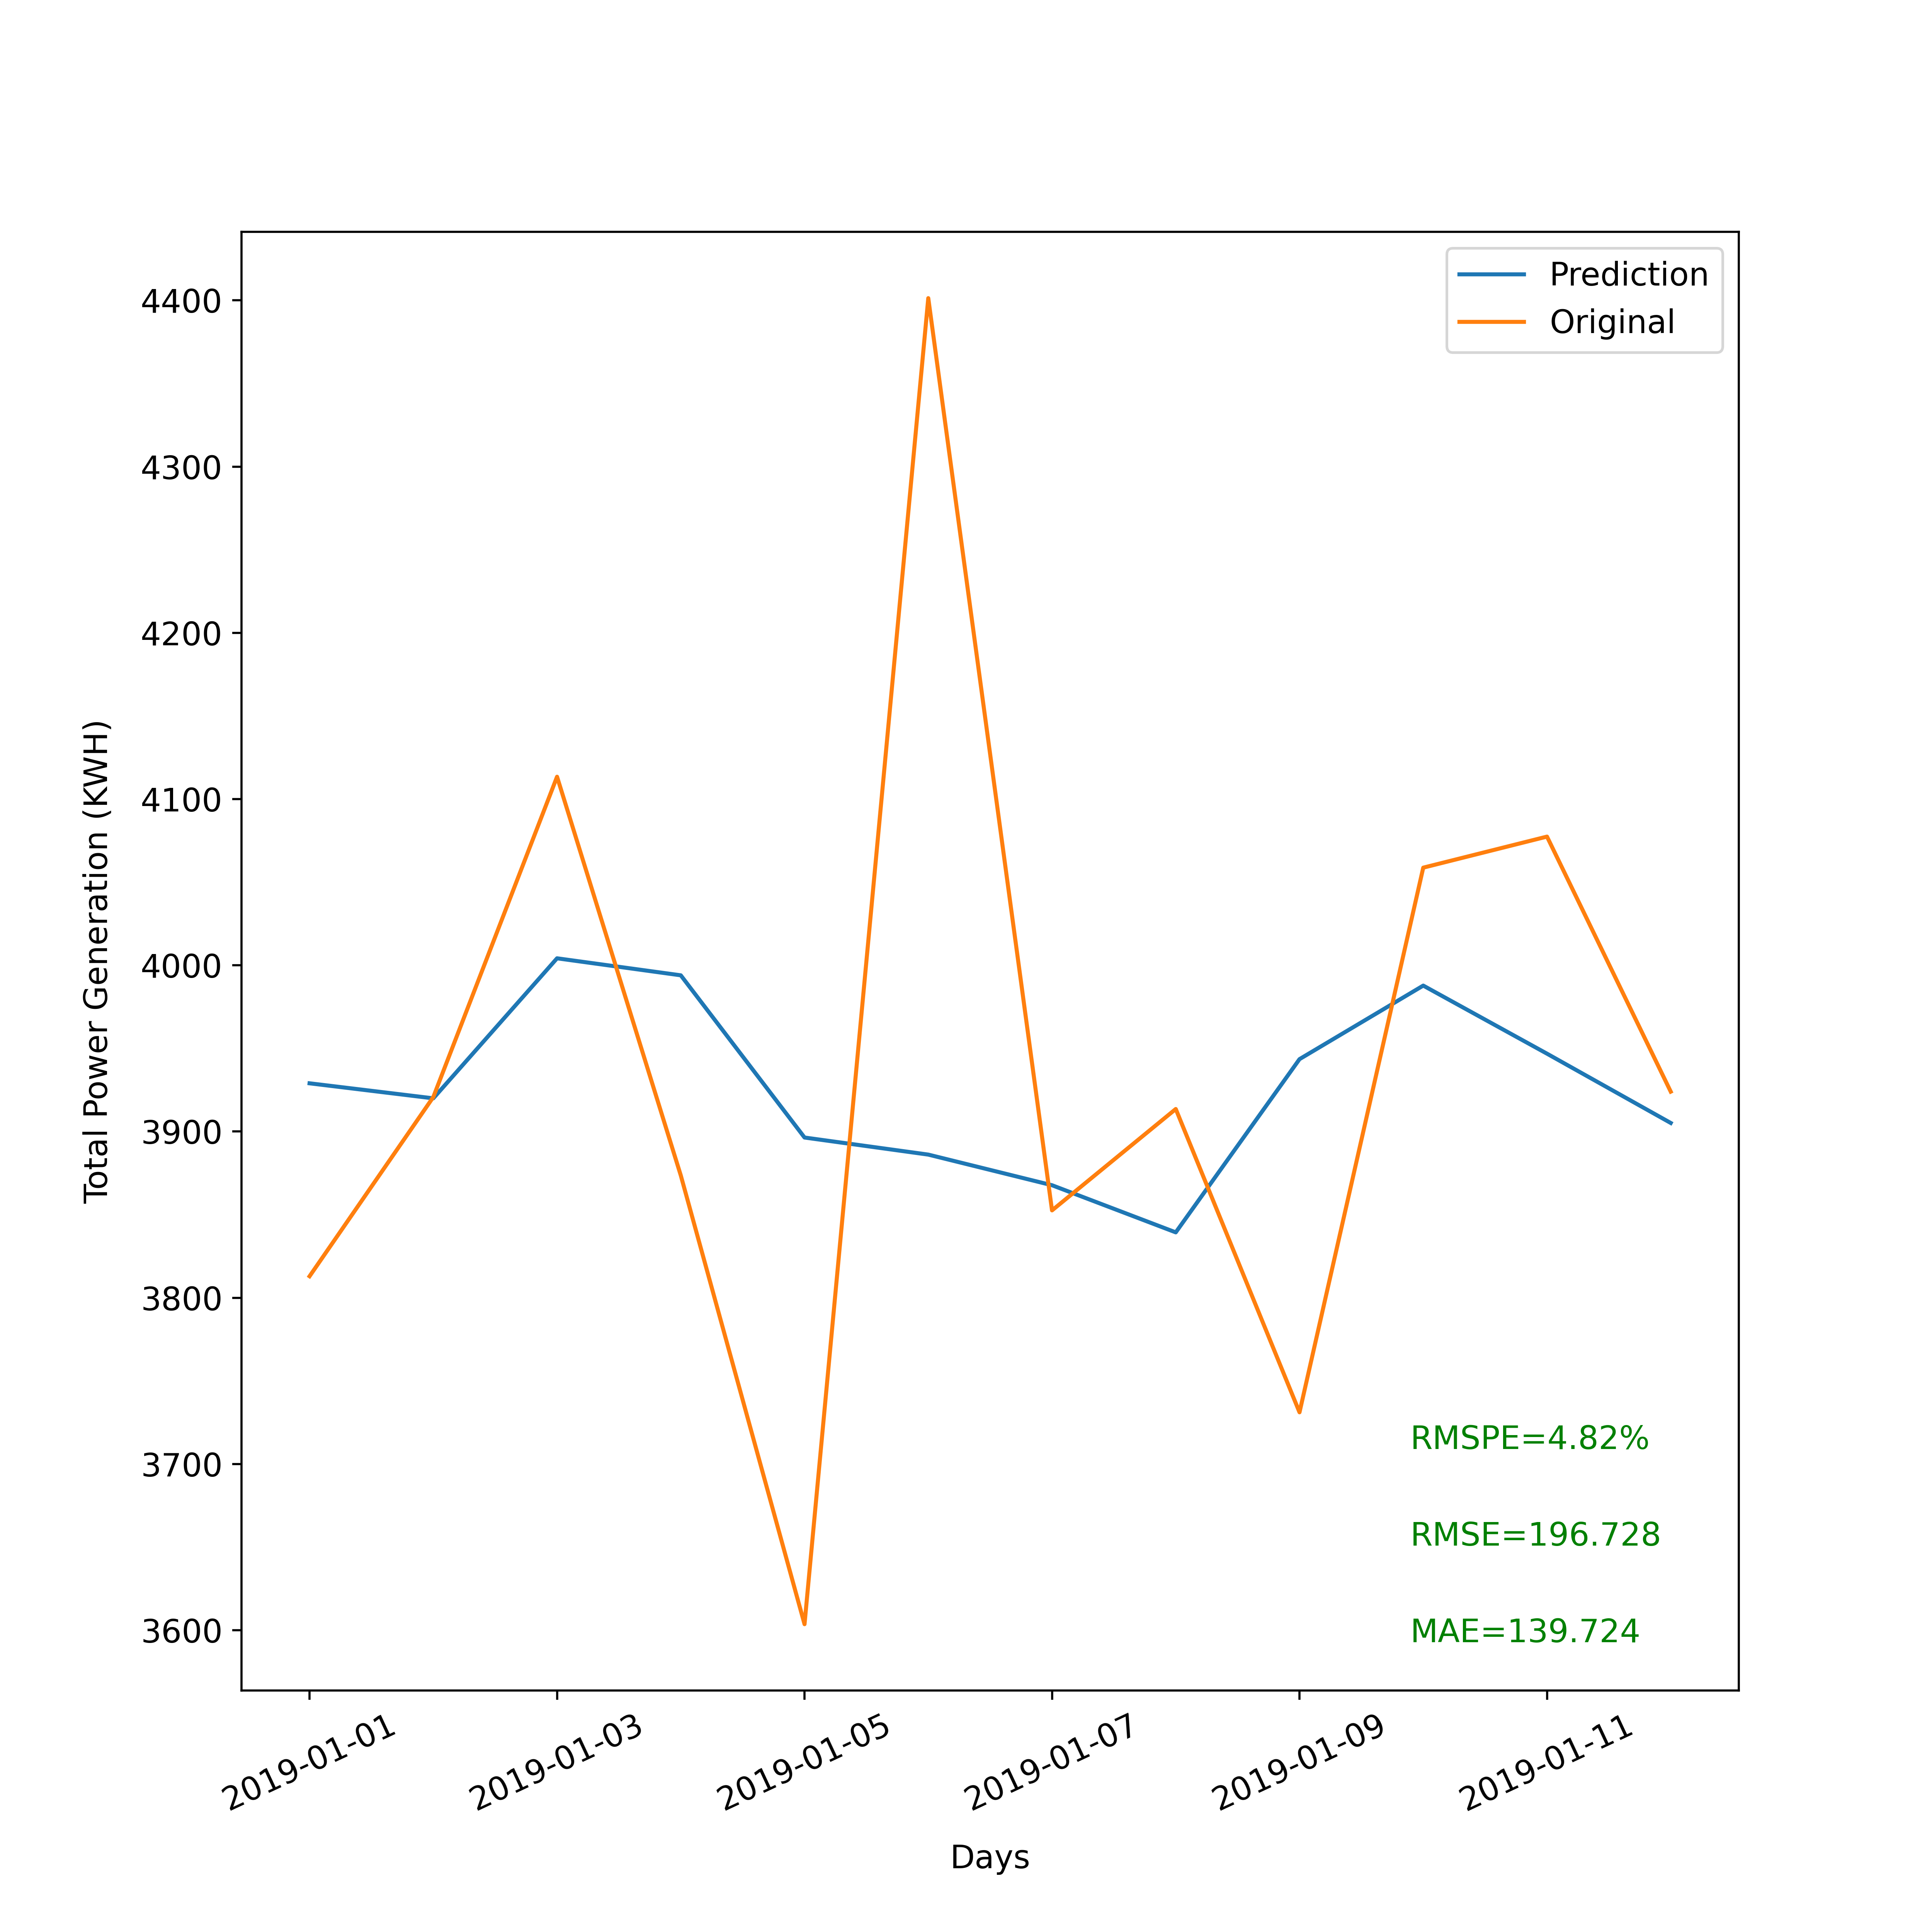 Prediction
Original
4400
4300
4200
4100
4000
3900
3800
3700
3600
Total Power Generation (KWH)
RMSPE=4.82%
RMSE=196.728
MAE=139.724
2019-01-01
2019-01-03
2019-01-05
2019-01-07
2019-01-09
2019-01-11
Days